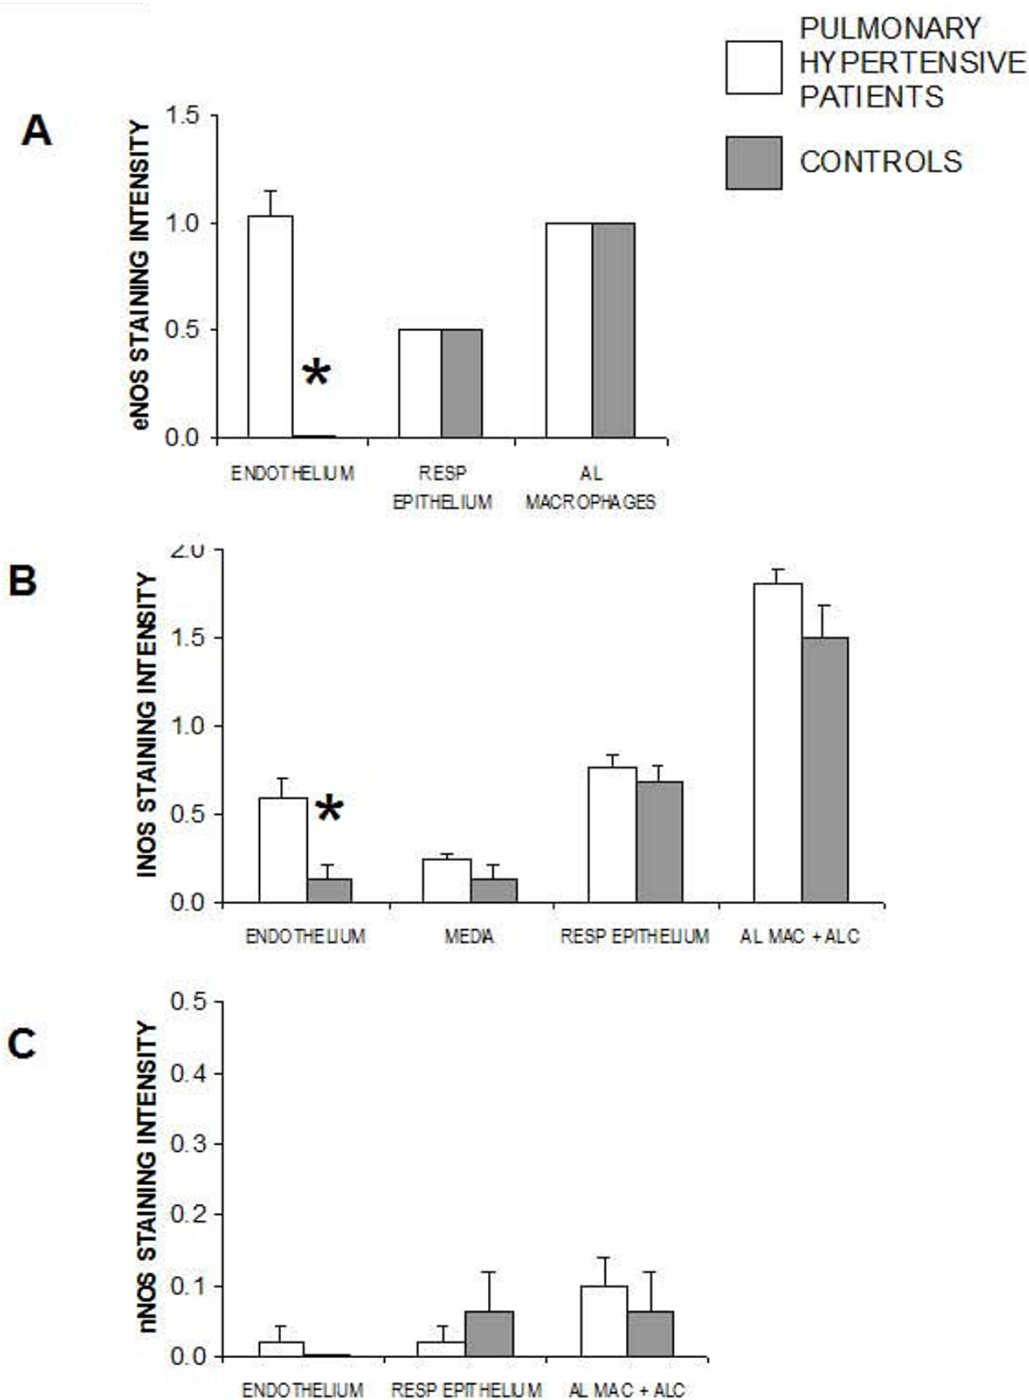 PULMONARY
HYPERTENSIVE
PATIENTS
CONTROLS
A
eNOS STAINING INTENSITY
1.5
1.0
0.5
0.0
*
ENDOTHELIUM
RESP
EPITHELIUM
AL
MACROPHAGES
B
INOS STAINING INTENSITY
2.0
1.5
1.0
0.5
0.0
*
ENDOTHELIUM
MEDIA
RESP EPITHELIUM
AL MAC + ALC
C
nNOS STAINING INTENSITY
0.5
0.4
0.3
0.2
0.1
0.0
ENDOTHELIUM
RESP EPITHELIUM
AL MAC + ALC